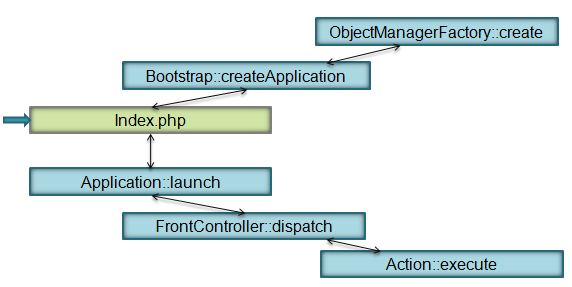 ObjectManagerFactory::create
Bootstrap::createApplication
Index.php
Application::launch
FrontController::dispatch
Action::execute